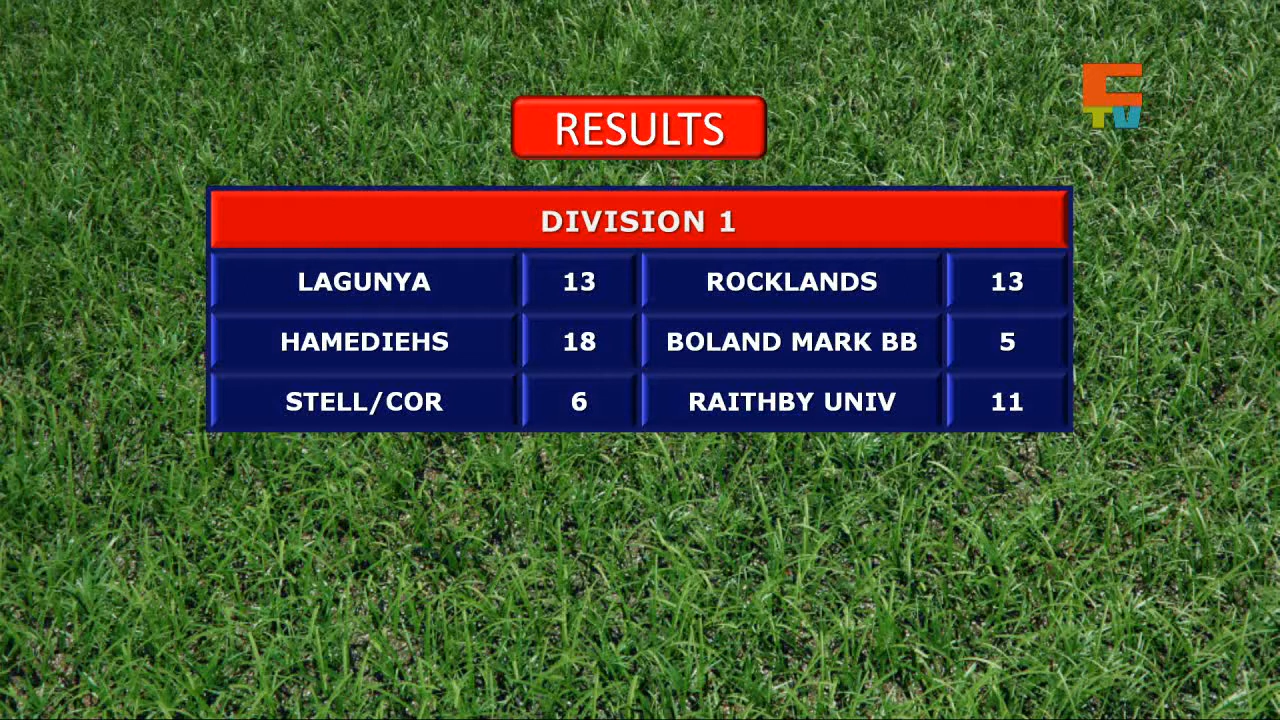 RESULTS
CTV
DIVISION 1
LAGUNYA 13 ROCKLANDS 13
HAMEDIEHS 18 BOLAND MARK BB 5
STELL/COR 6 RAITHBY UNIV 11